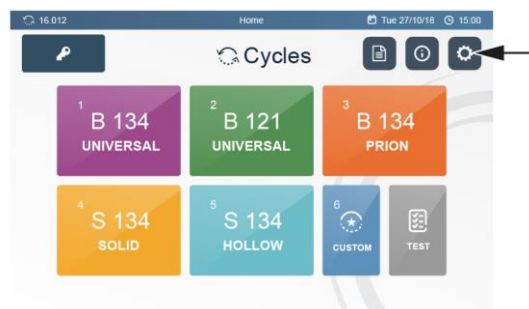 16.012 Home Tue 27/10/18 15:00
Cycles
1 B 134 UNIVERSAL
2 B 121 UNIVERSAL
3 B 134 PRION
4 S 134 SOLID
5 S 134 HOLLOW
6 CUSTOM
TEST